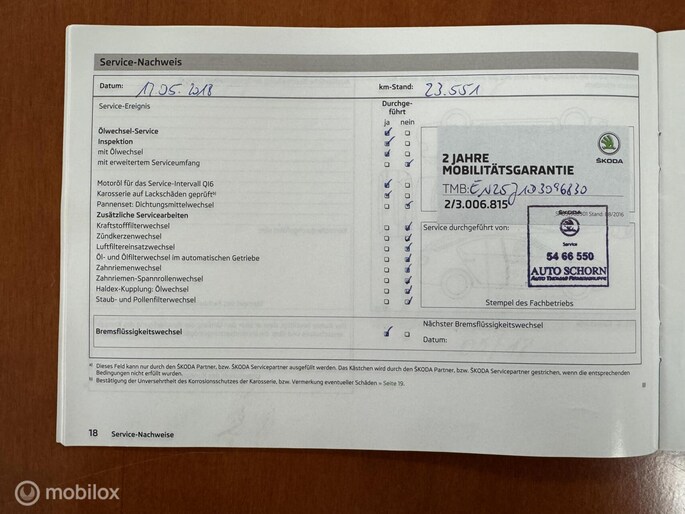 Service-Nachweis
Datum: 17.05.2018 km-Stand: 23.551
Service-Ereignis Durchge-
führt
ja nein
Ölwechsel-Service
Inspektion
mit Ölwechsel
mit erweitertem Serviceumfang
Motoröl für das Service-Intervall QI6
Karosserie auf Lackschäden geprüft
Pannenset: Dichtungsmittelwechsel
Zusätzliche Servicearbeiten
Kraftstofffilterwechsel
Zündkerzenwechsel
Luftfiltereinsatzwechsel
Öl- und Ölfilterwechsel im automatischen Getriebe
Zahnriemenwechsel
Zahnriemen-Spannrollenwechsel
Haldex-Kupplung: Ölwechsel
Staub- und Pollenfilterwechsel
Bremsflüssigkeitswechsel
ŠKODA
2 JAHRE
MOBILITÄTSGARANTIE
TMB:
2/3.006.815
Stand: 08/2016
Service durchgeführt von:
ŠKODA
Service
54 66 550
AUTO SCHORN
Stempel des Fachbetriebs
Nächster Bremsflüssigkeitswechsel
Datum:
a) Dieses Feld kann nur durch den ŠKODA Partner, bzw. ŠKODA Servicepartner ausgefüllt werden. Das Kästchen wird durch den ŠKODA Partner, bzw. ŠKODA Servicepartner gestrichen, wenn die entsprechenden
Bedingungen nicht erfüllt wurden.
b) Bestätigung der Unversehrtheit des Korrosionsschutzes der Karosserie, bzw. Vermerkung eventueller Schäden » Seite 19.
18 Service-Nachweise
mobilox